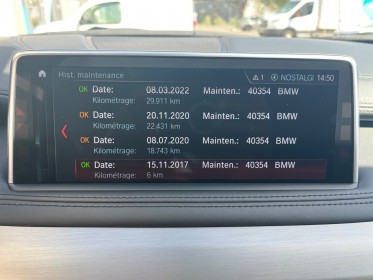 Hist. maintenance 1 NOSTALGI 14:50
OK Date: 08.03.2022 Mainten.: 40354 BMW
Kilométrage: 29.911 km
OK Date: 20.11.2020 Mainten.: 40354 BMW
Kilométrage: 22.431 km
OK Date: 08.07.2020 Mainten.: 40354 BMW
Kilométrage: 18.743 km
OK Date: 15.11.2017 Mainten.: 40354 BMW
Kilométrage: 6 km